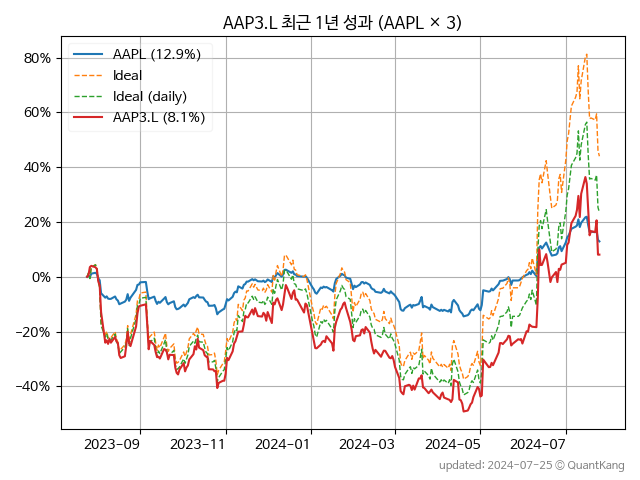 AAP3.L 최근 1년 성과 (AAPL × 3)
AAPL (12.9%)
Ideal
Ideal (daily)
AAP3.L (8.1%)
80%
60%
40%
20%
0%
−20%
−40%
2023-09
2023-11
2024-01
2024-03
2024-05
2024-07
updated: 2024-07-25 © QuantKang